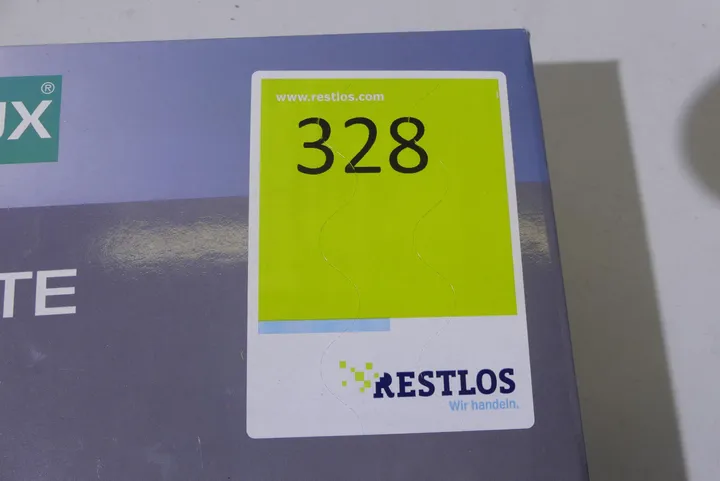 UX®
www.restlos.com
328
TE
RESTLOS
Wir handeln.